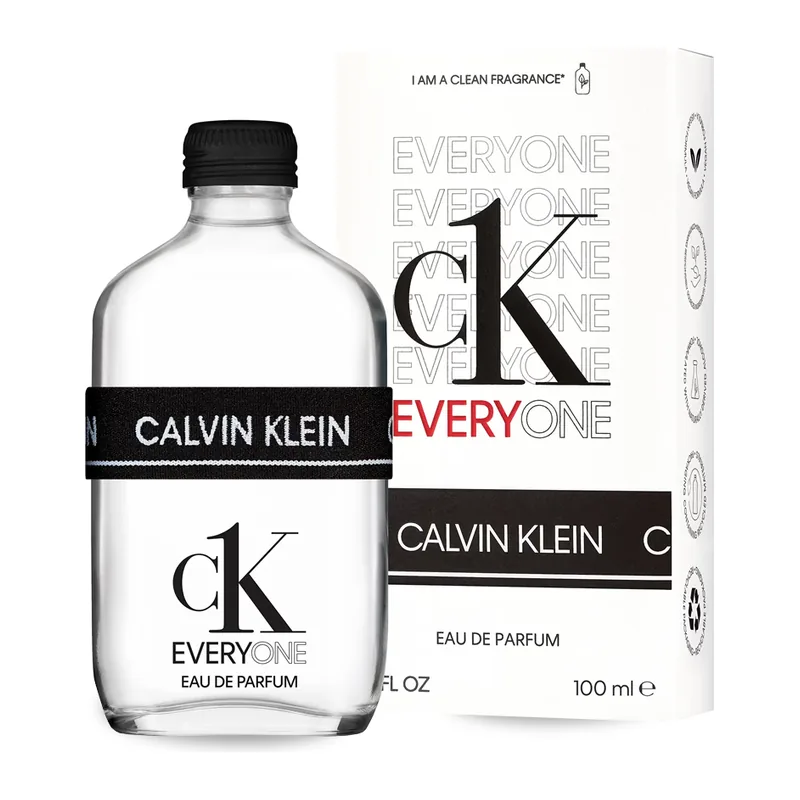 I AM A CLEAN FRAGRANCE*
EVERYONE
EVERYONE
EVERYONE
EVERYONE
EVERYONE
cK
EVERYONE
CALVIN KLEIN C
EAU DE PARFUM
FL OZ
100 ml e
N CALVIN KLEIN C
cK
EVERYONE
EAU DE PARFUM